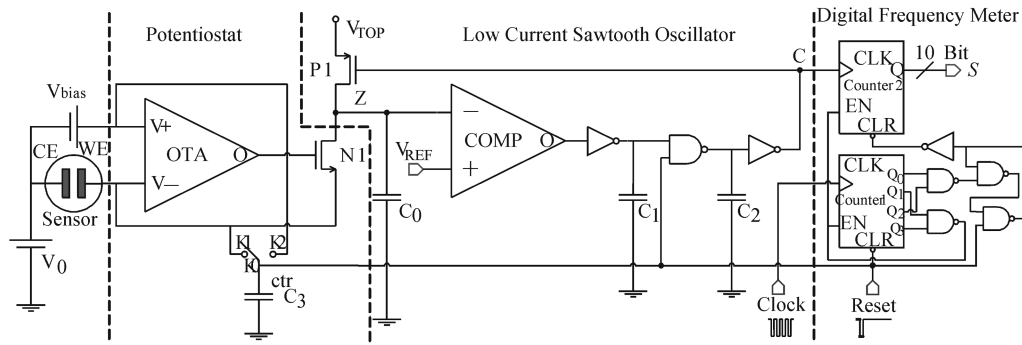 Potentiostat
Low Current Sawtooth Oscillator
Digital Frequency Meter
VTOP
P1
Z
C
CLK
Q
10 Bit
S
Counter2
EN
CLR
Vbias
CE
WE
Sensor
V0
V+
OTA
V−
O
N1
VREF
−
COMP
+
O
C0
C1
C2
CLK
Counter1
EN
CLR
Q0
Q1
Q2
Q3
K1
K2
K0
ctr
C3
Clock
Reset